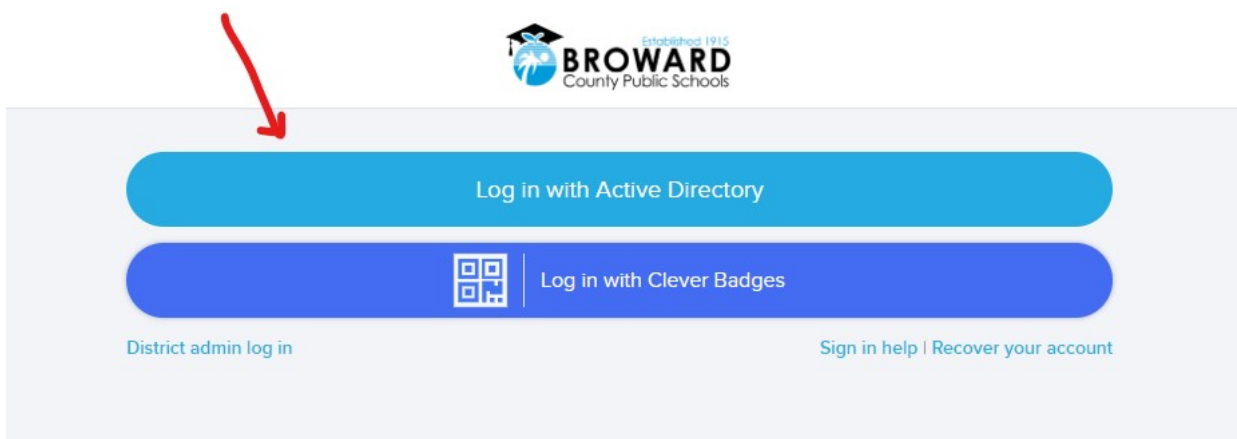 Established 1915
BROWARD
County Public Schools
Log in with Active Directory
Log in with Clever Badges
District admin log in
Sign in help | Recover your account